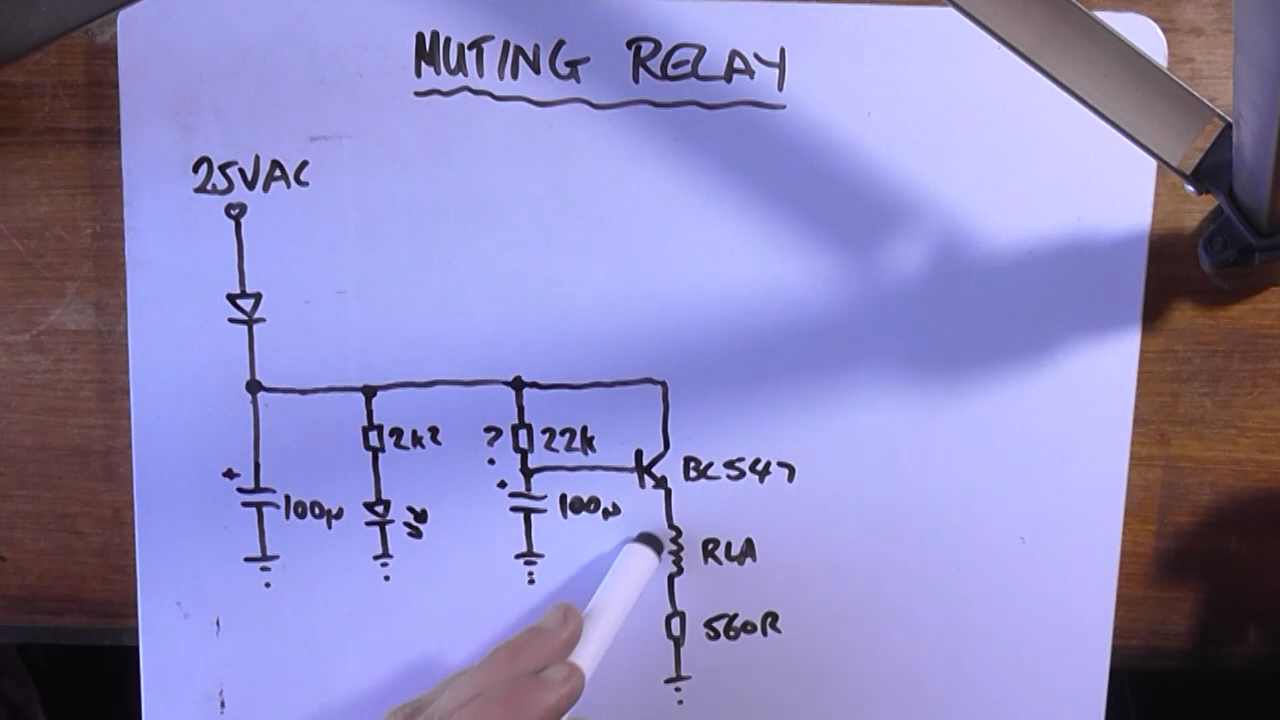 MUTING RELAY
25VAC
+
2k2
? 22k
BC547
100µ
+
100µ
RLA
560R